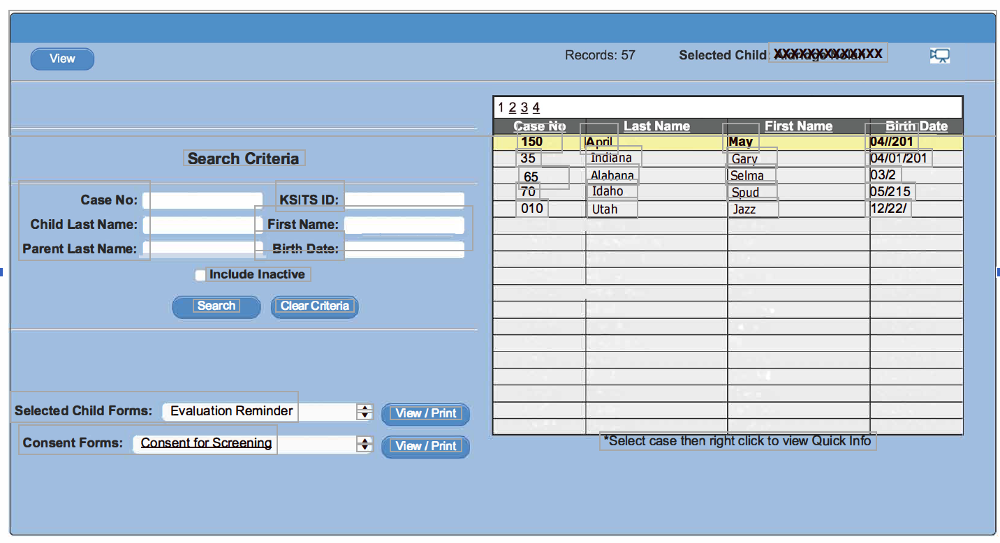 View
Records: 57
Selected Child: XXXXXXXXXXXXX
1 2 3 4
Case No Last Name First Name Birth Date
150 April May 04//201
35 Indiana Gary 04/01/201
65 Alabana Selma 03/2
70 Idaho Spud 05/215
010 Utah Jazz 12/22/
Search Criteria
Case No: KSITS ID:
Child Last Name: First Name:
Parent Last Name: Birth Date:
Include Inactive
Search Clear Criteria
Selected Child Forms: Evaluation Reminder View / Print
Consent Forms: Consent for Screening View / Print
*Select case then right click to view Quick Info